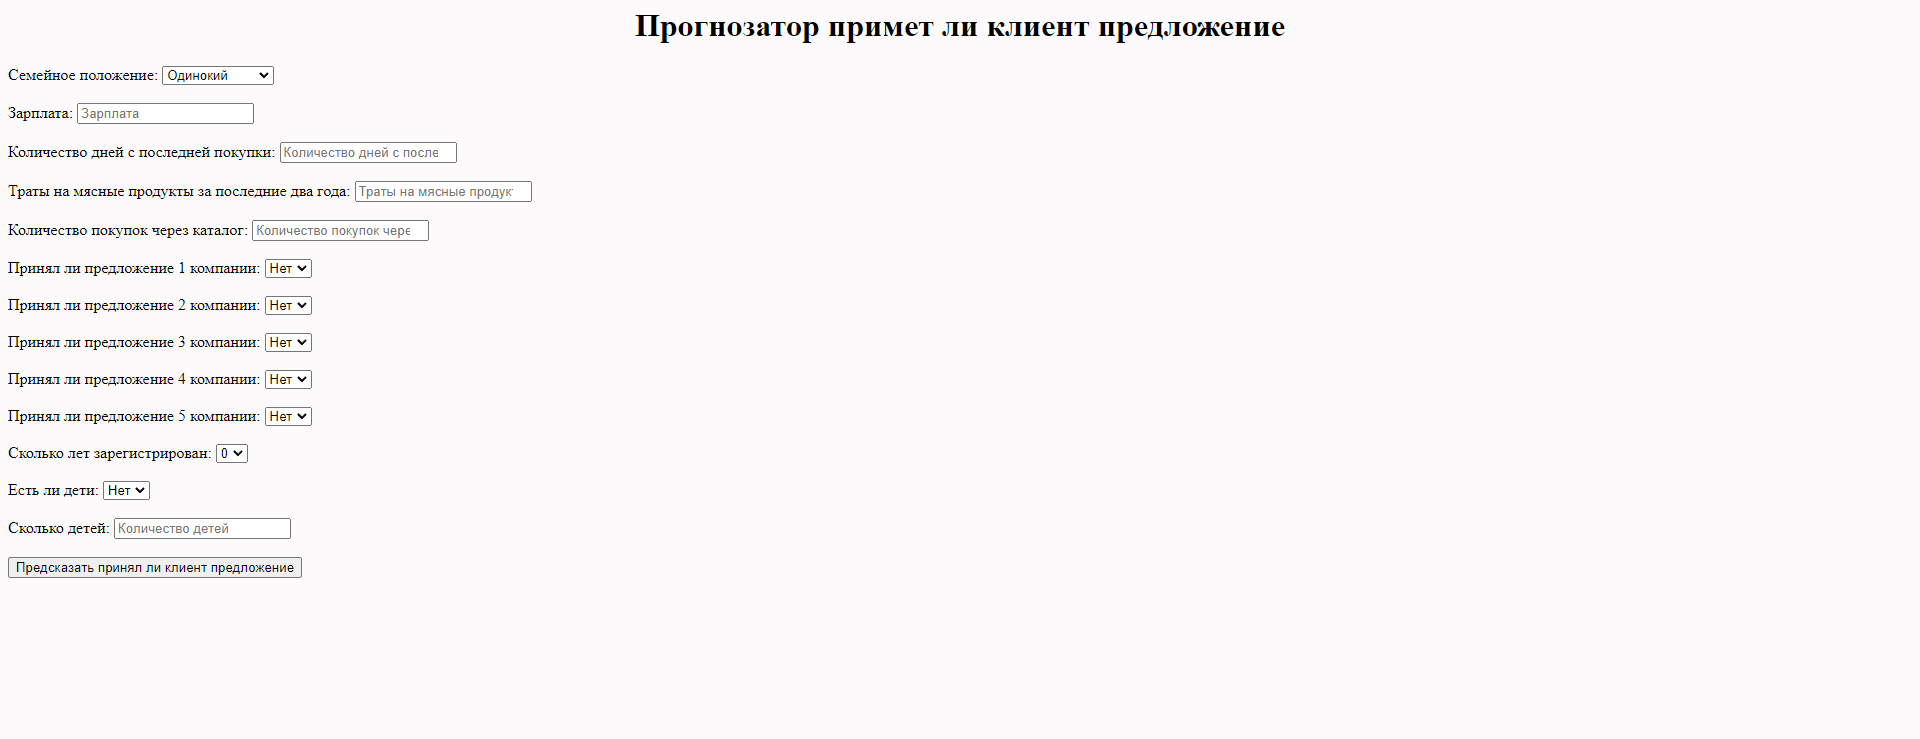 Прогнозатор примет ли клиент предложение
Семейное положение: Одинокий
Зарплата: Зарплата
Количество дней с последней покупки: Количество дней с после
Траты на мясные продукты за последние два года: Траты на мясные продук
Количество покупок через каталог: Количество покупок чере
Принял ли предложение 1 компании: Нет
Принял ли предложение 2 компании: Нет
Принял ли предложение 3 компании: Нет
Принял ли предложение 4 компании: Нет
Принял ли предложение 5 компании: Нет
Сколько лет зарегистрирован: 0
Есть ли дети: Нет
Сколько детей: Количество детей
Предсказать принял ли клиент предложение